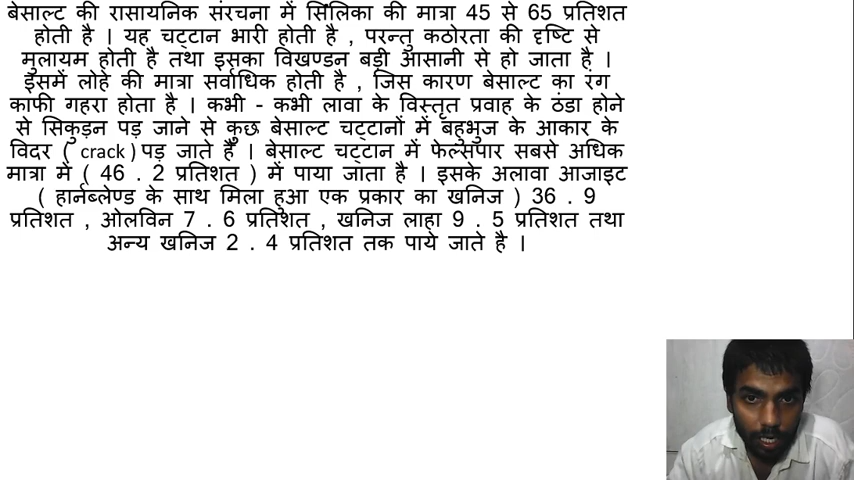 बेसाल्ट की रासायनिक संरचना में सिलिका की मात्रा 45 से 65 प्रतिशत
होती है । यह चट्टान भारी होती है , परन्तु कठोरता की दृष्टि से
मुलायम होती है तथा इसका विखण्डन बड़ी आसानी से हो जाता है ।
इसमें लोहे की मात्रा सर्वाधिक होती है , जिस कारण बेसाल्ट का रंग
काफी गहरा होता है । कभी - कभी लावा के विस्तृत प्रवाह के ठंडा होने
से सिकुड़न पड़ जाने से कुछ बेसाल्ट चट्टानों में बहुभुज के आकार के
विदर ( crack ) पड़ जाते हैं । बेसाल्ट चट्टान में फेल्सपार सबसे अधिक
मात्रा में ( 46 . 2 प्रतिशत ) में पाया जाता है । इसके अलावा आजाइट
( हार्नब्लेण्ड के साथ मिला हुआ एक प्रकार का खनिज ) 36 . 9
प्रतिशत , ओलविन 7 . 6 प्रतिशत , खनिज लाहा 9 . 5 प्रतिशत तथा
अन्य खनिज 2 . 4 प्रतिशत तक पाये जाते है ।